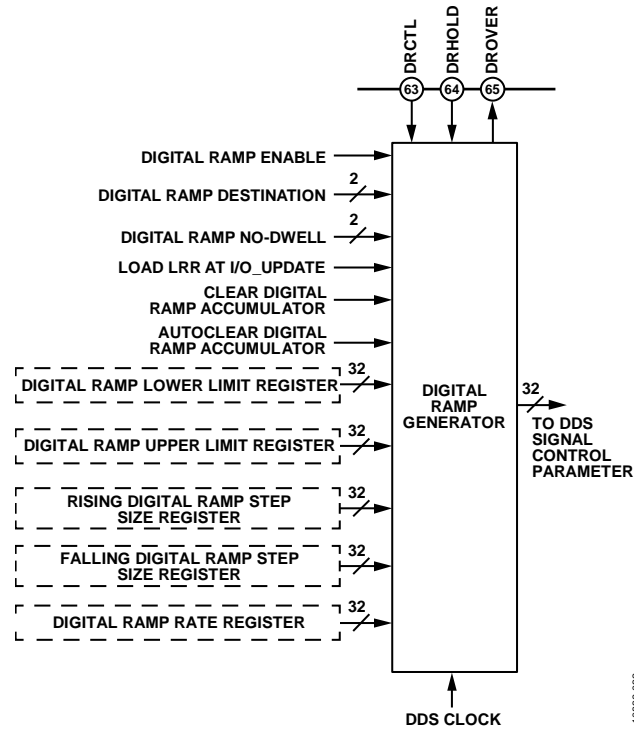 DRCTL
DRHOLD
DROVER
63
64
65
DIGITAL RAMP ENABLE
2
DIGITAL RAMP DESTINATION
2
DIGITAL RAMP NO-DWELL
LOAD LRR AT I/O_UPDATE
CLEAR DIGITAL
RAMP ACCUMULATOR
AUTOCLEAR DIGITAL
RAMP ACCUMULATOR
32
DIGITAL RAMP LOWER LIMIT REGISTER
32
DIGITAL RAMP UPPER LIMIT REGISTER
32
RISING DIGITAL RAMP STEP
SIZE REGISTER
32
FALLING DIGITAL RAMP STEP
SIZE REGISTER
32
DIGITAL RAMP RATE REGISTER
DIGITAL
RAMP
GENERATOR
32
TO DDS
SIGNAL
CONTROL
PARAMETER
DDS CLOCK